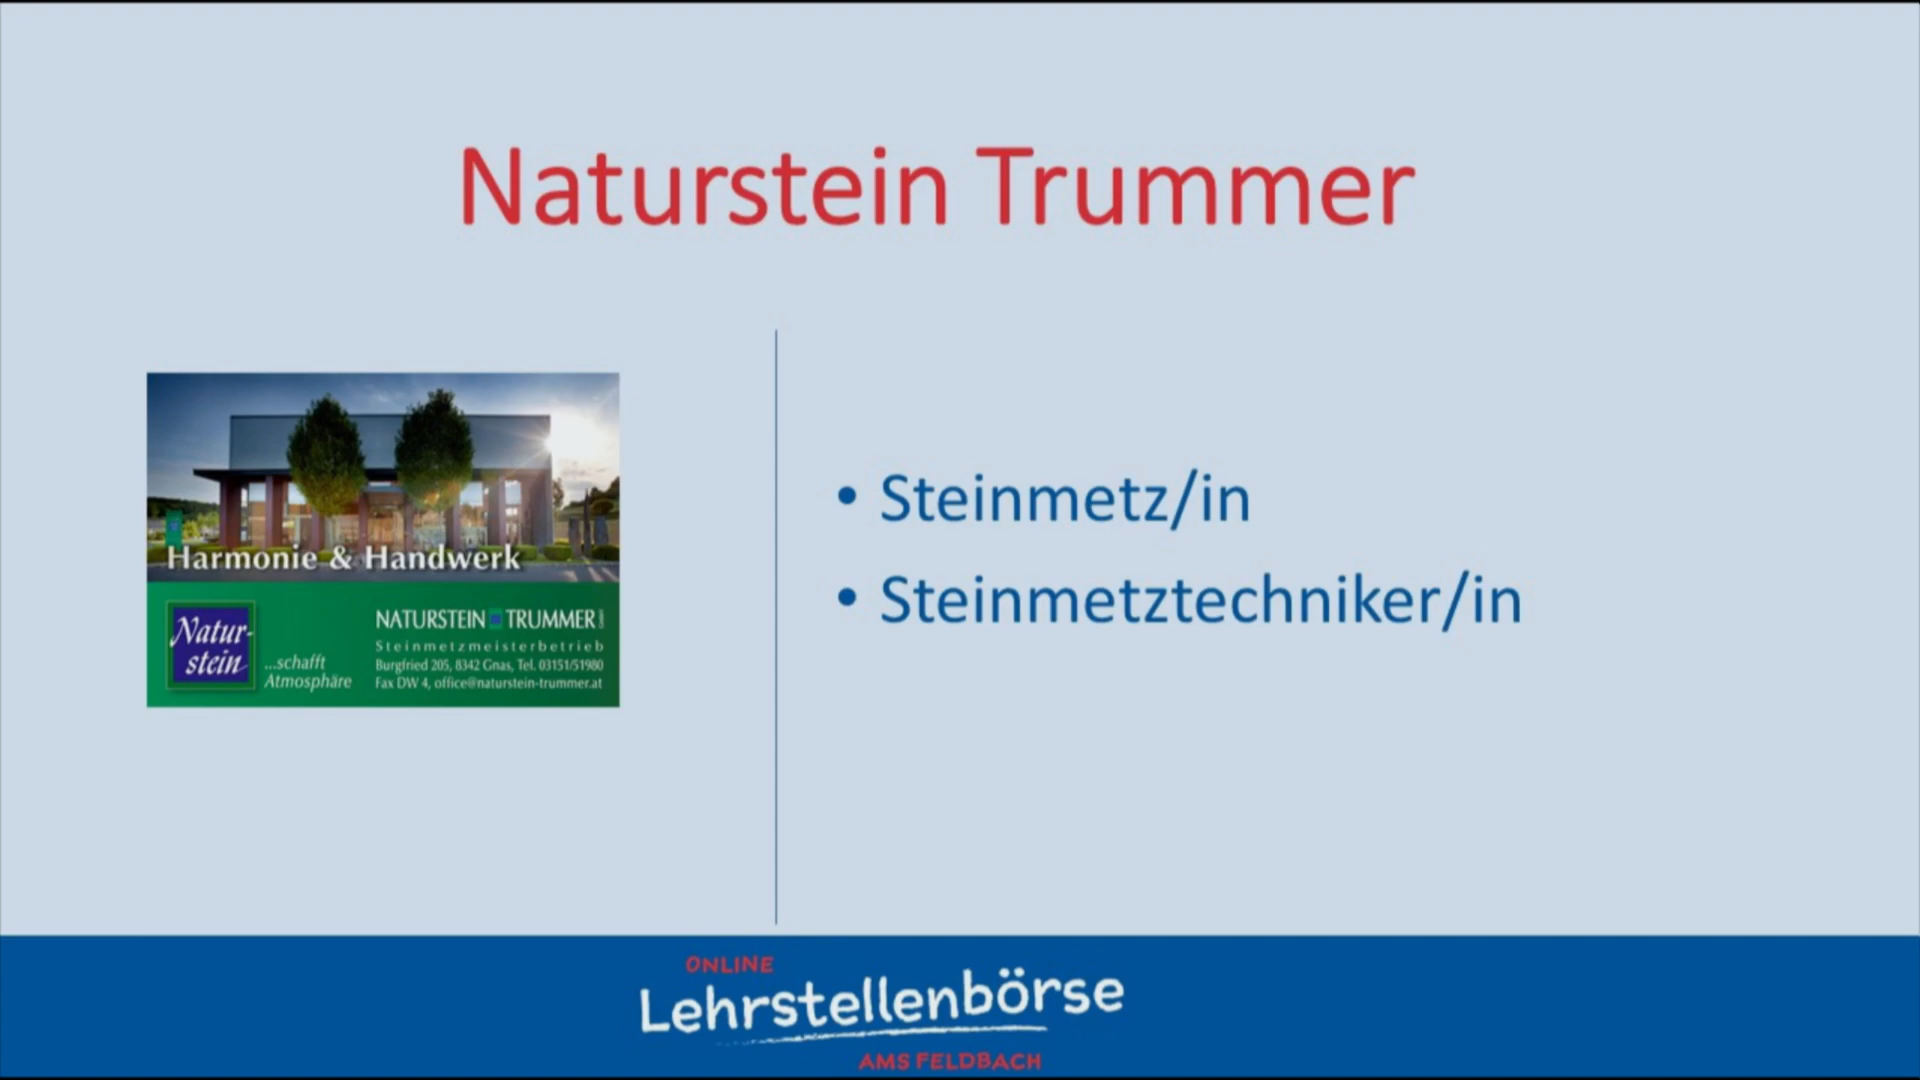 Naturstein Trummer
Harmonie & Handwerk
Natur-
stein
...schafft
Atmosphäre
NATURSTEIN TRUMMER
Steinmetzmeisterbetrieb
Burgfried 205, 8342 Gnas, Tel. 03151/51980
Fax DW 4, office@naturstein-trummer.at
• Steinmetz/in
• Steinmetztechniker/in
ONLINE
Lehrstellenbörse
AMS FELDBACH